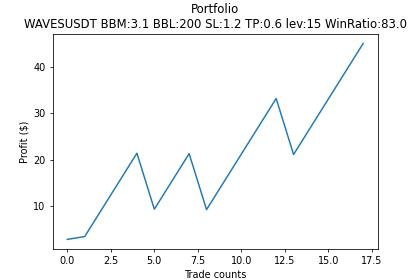 Portfolio
WAVESUSDT BBM:3.1 BBL:200 SL:1.2 TP:0.6 lev:15 WinRatio:83.0
40
30
20
10
Profit ($)
0.0 2.5 5.0 7.5 10.0 12.5 15.0 17.5
Trade counts